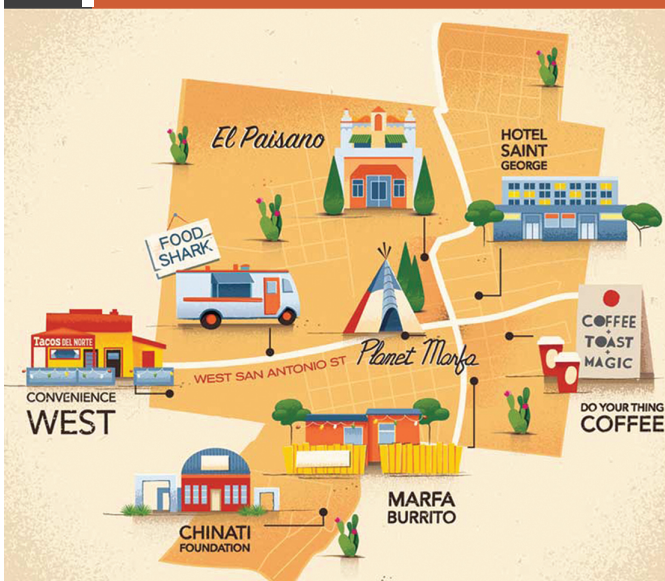 El Paisano
HOTEL
SAINT
GEORGE
FOOD
SHARK
Tacos DEL NORTE
CONVENIENCE
WEST
WEST SAN ANTONIO ST
Planet Marfa
COFFEE
+
TOAST
+
MAGIC
DO YOUR THING
COFFEE
MARFA
BURRITO
CHINATI
FOUNDATION